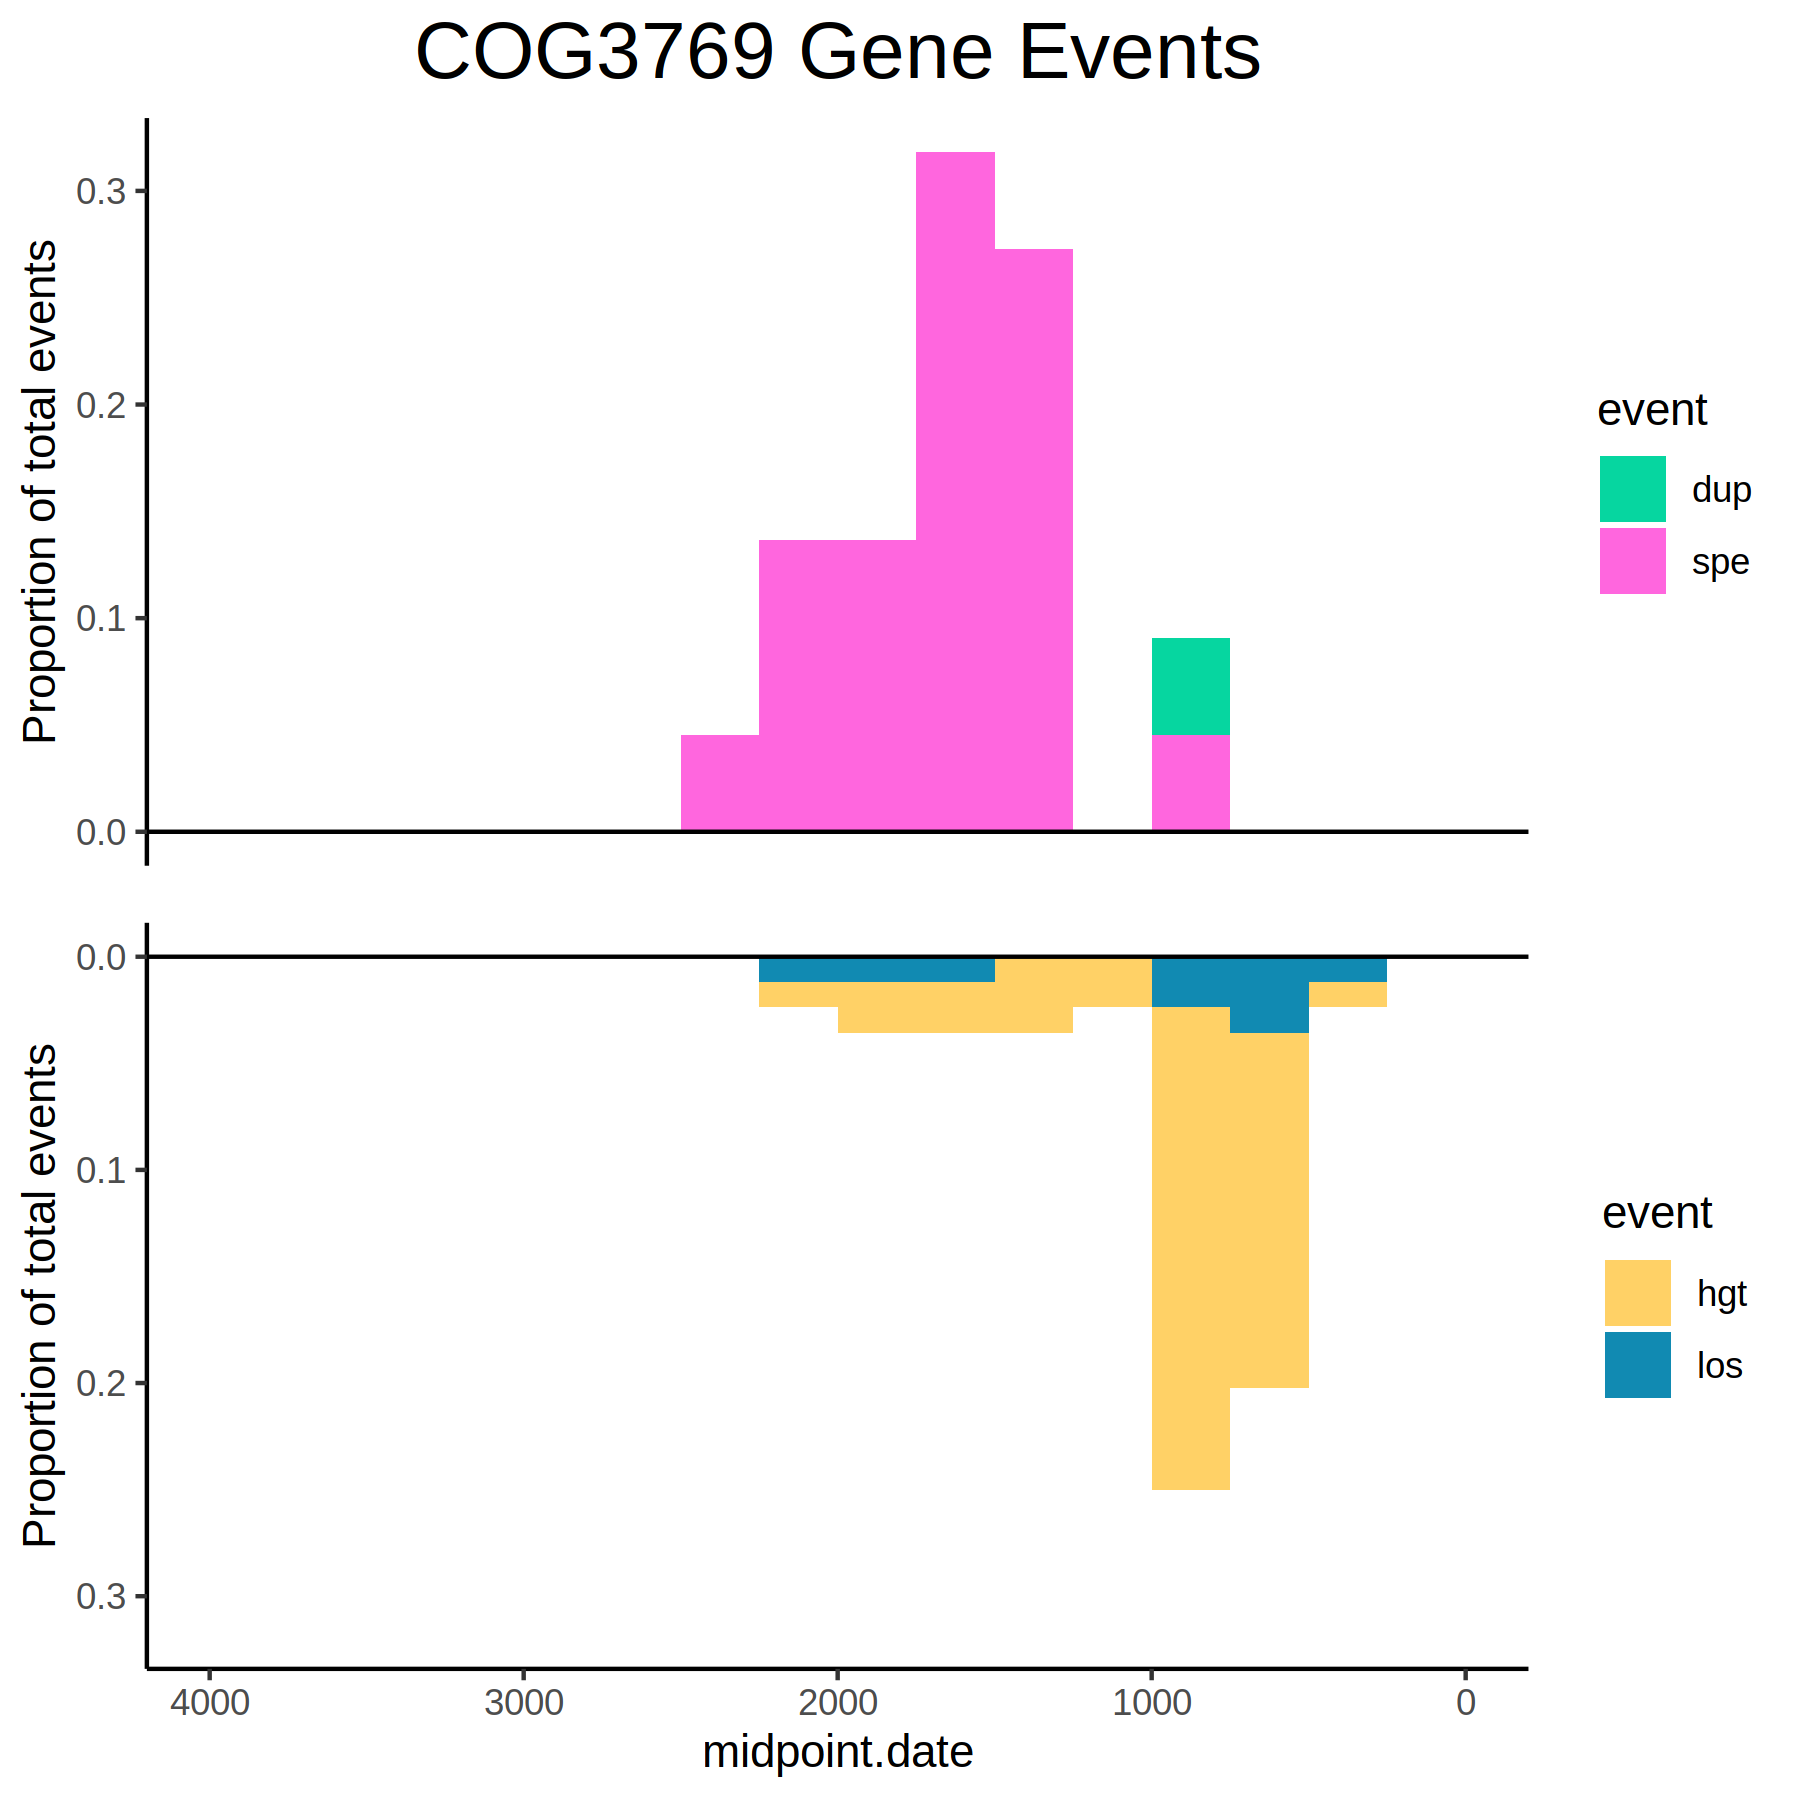 COG3769 Gene Events
Proportion of total events
0.3
0.2
0.1
0.0
event
dup
spe
Proportion of total events
0.0
0.1
0.2
0.3
event
hgt
los
4000 3000 2000 1000 0
midpoint.date